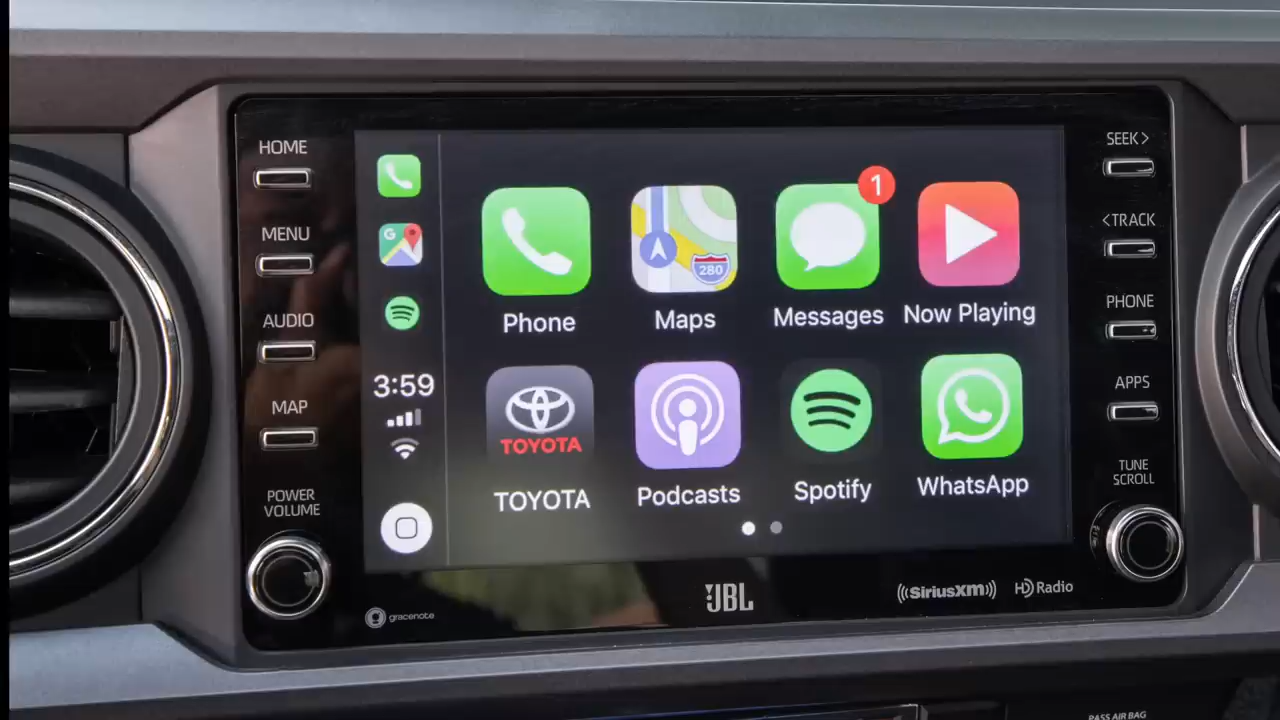 HOME
MENU
AUDIO
MAP
POWER
VOLUME
G
3:59
Phone
Maps
280
Messages
1
Now Playing
TOYOTA
TOYOTA
Podcasts
Spotify
WhatsApp
SEEK>
<TRACK
PHONE
APPS
TUNE
SCROLL
gracenote
JBL
((SiriusXM))
HD Radio
PASS AIR BAG